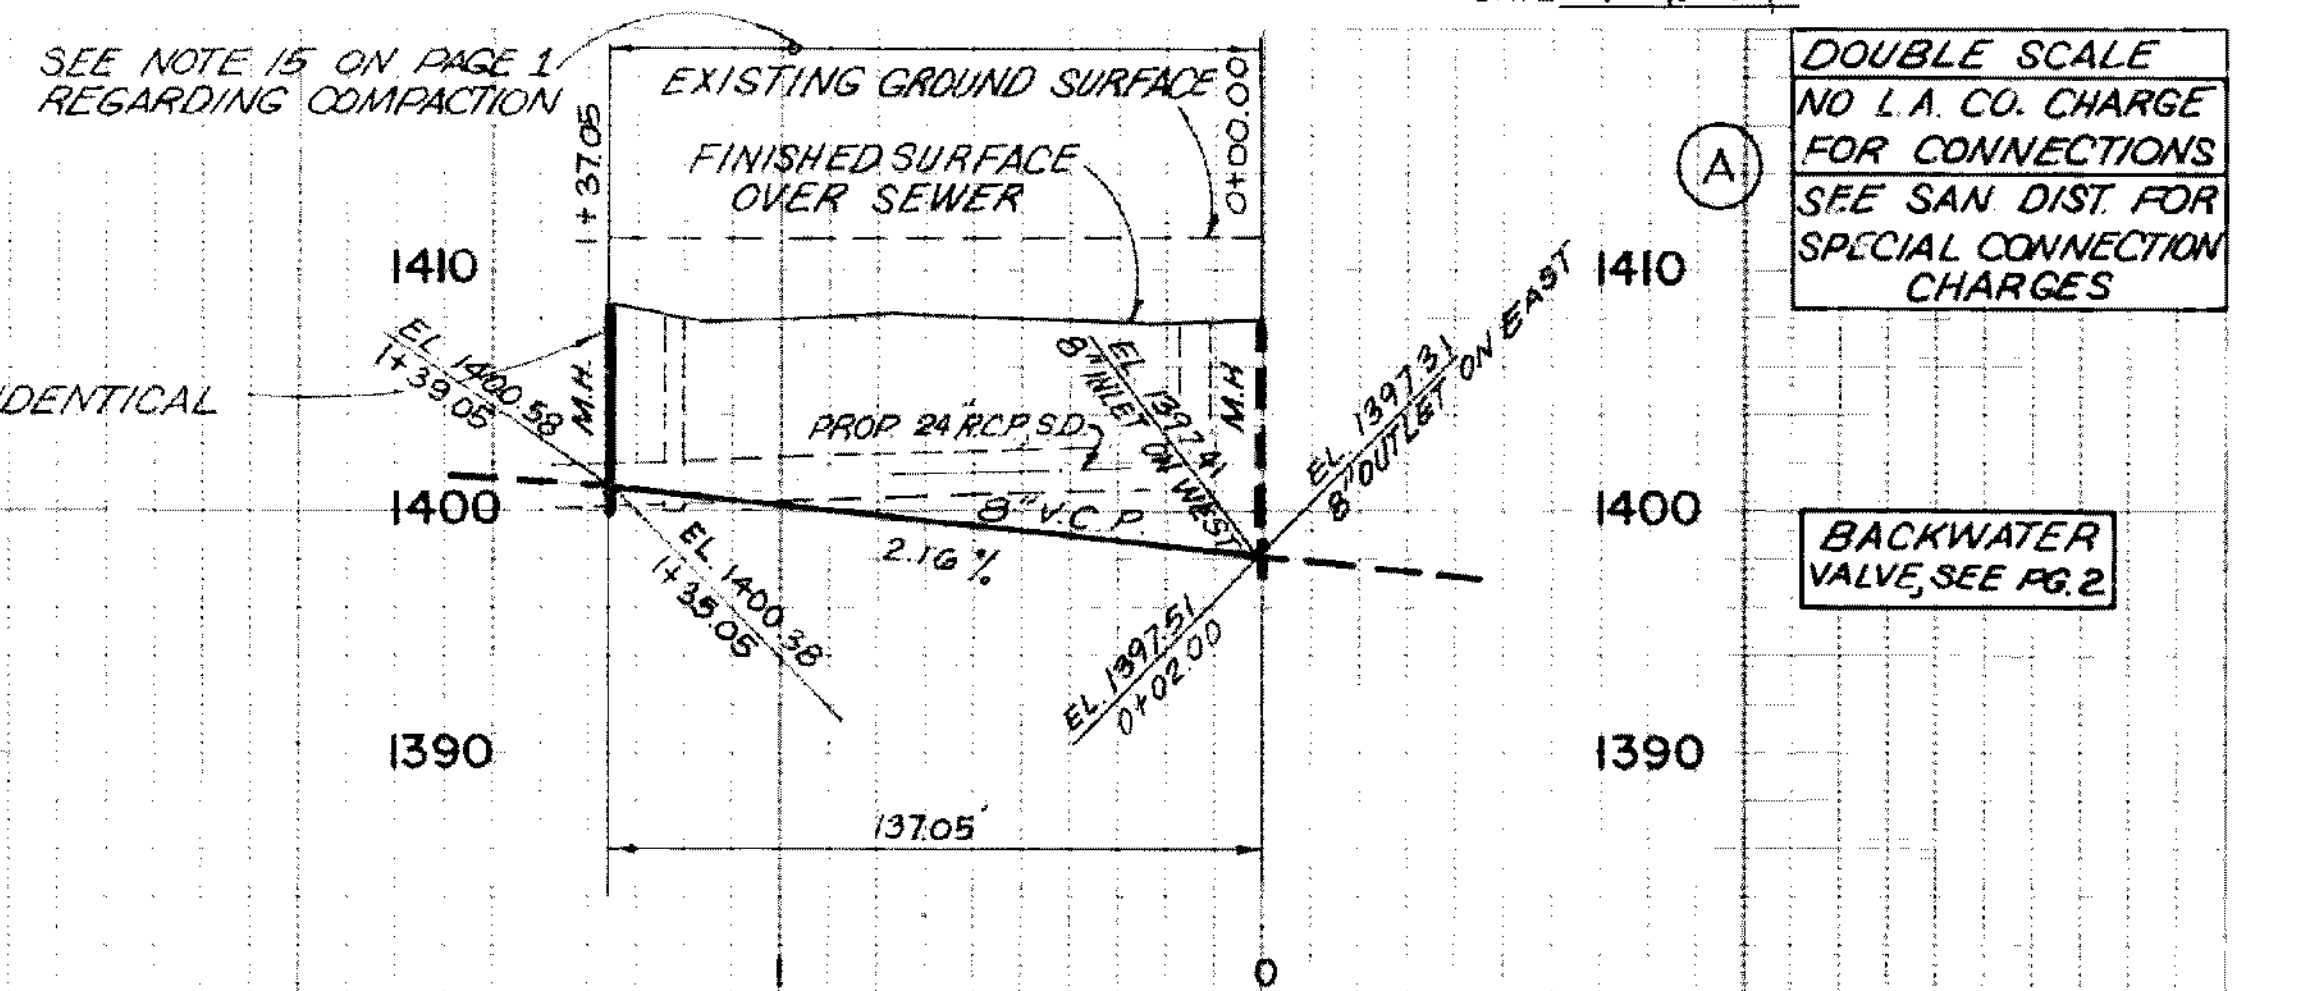 SEE NOTE 15 ON PAGE 1
REGARDING COMPACTION
EXISTING GROUND SURFACE
1+37.05
0+00.00
FINISHED SURFACE
OVER SEWER
DOUBLE SCALE
NO L.A. CO. CHARGE
FOR CONNECTIONS
A
SEE SAN DIST. FOR
SPECIAL CONNECTION
CHARGES
1410
1410
EL 1400.58
1+39.05
M.H.
IDENTICAL
EL 1397.41
8" INLET ON WEST
M.H
EL 1397.31
8" OUTLET ON EAST
PROP. 24" R.C.P. S.D.
1400
1400
8" V.C.P.
2.16 %
EL. 1400.38
1+35.05
EL. 1397.51
0+02.00
BACKWATER
VALVE, SEE PG. 2
1390
1390
137.05'
1
0